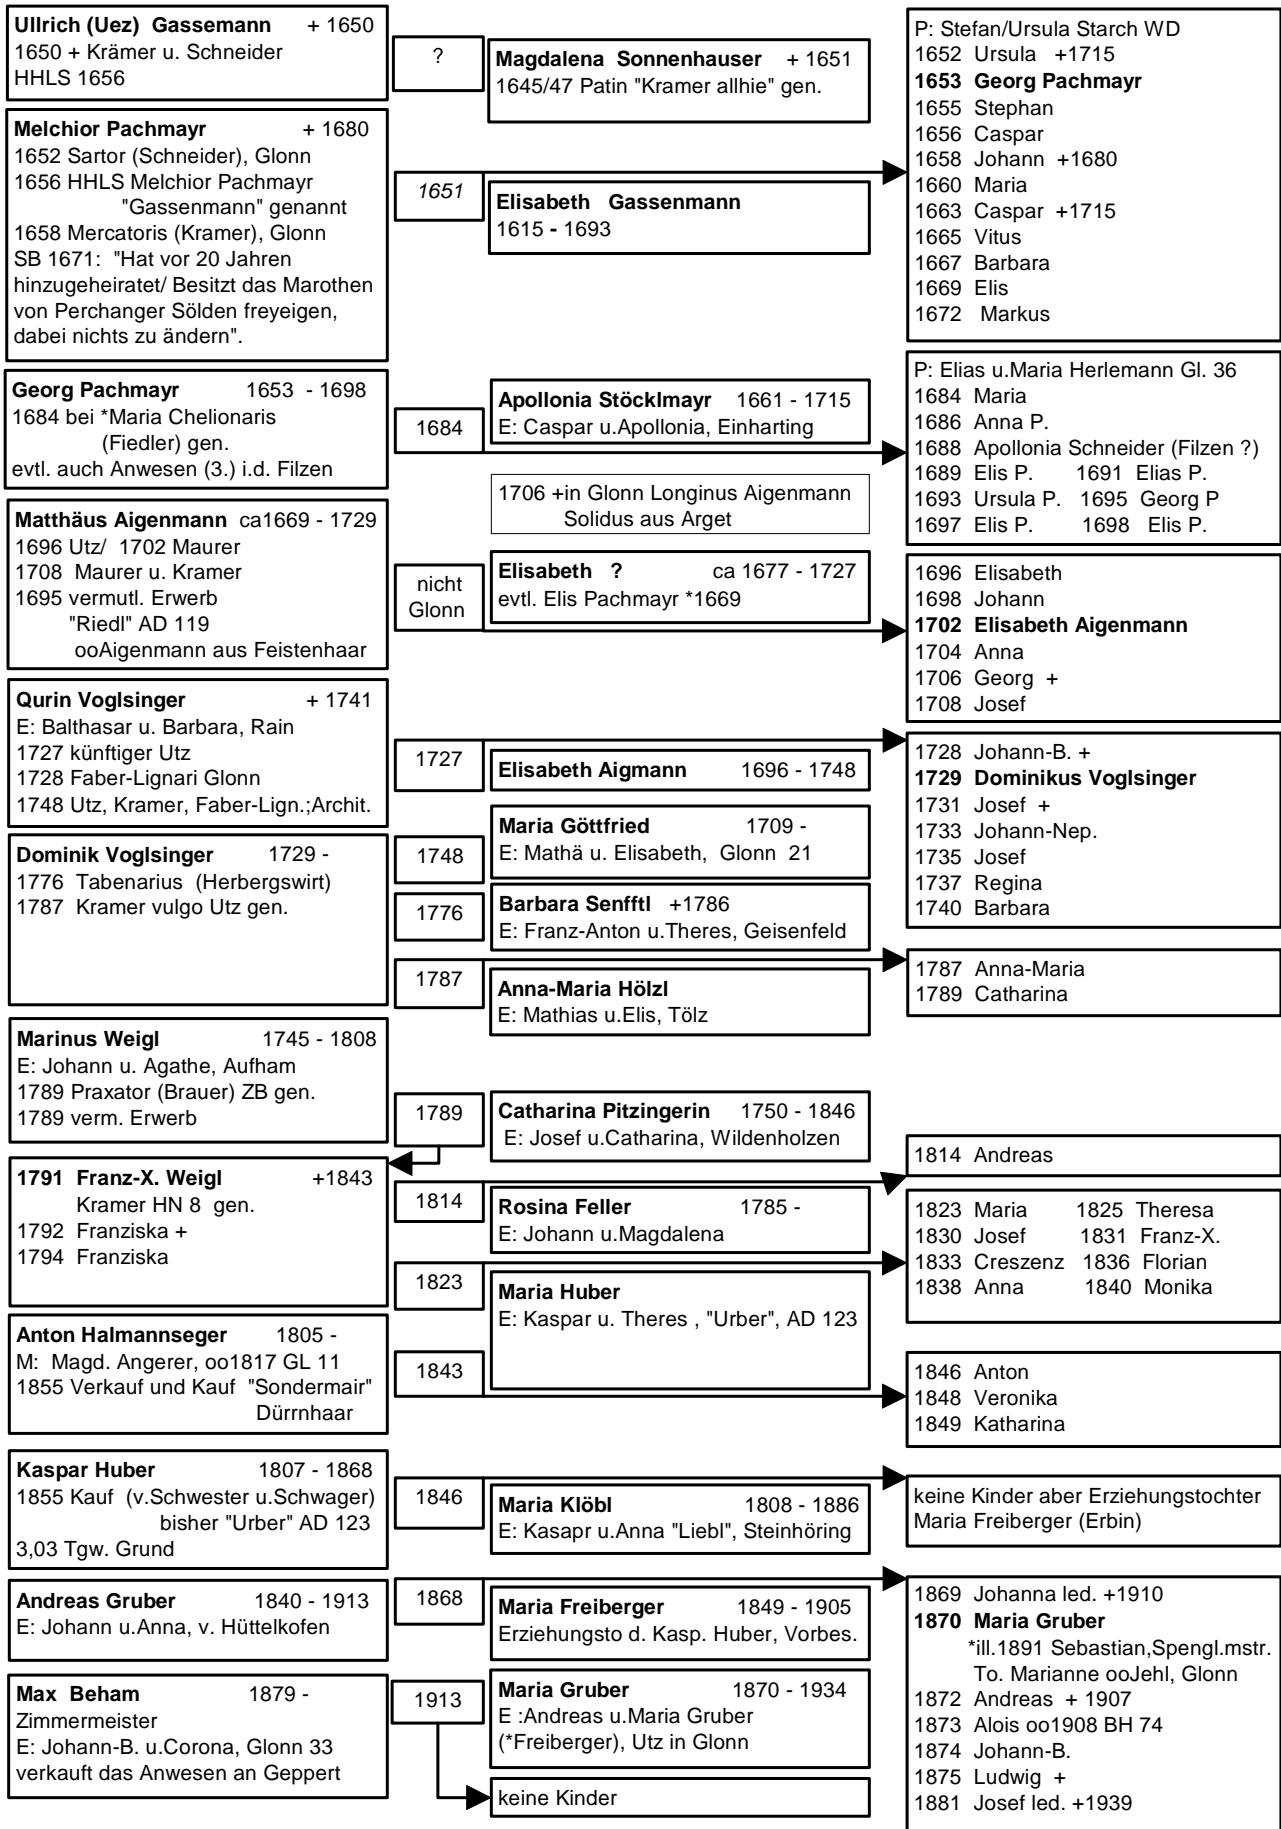 Ullrich (Uez) Gassemann + 1650
1650 + Krämer u. Schneider
HHLS 1656
?
Magdalena Sonnenhauser + 1651
1645/47 Patin "Kramer allhie" gen.
Melchior Pachmayr + 1680
1652 Sartor (Schneider), Glonn
1656 HHLS Melchior Pachmayr
"Gassenmann" genannt
1658 Mercatoris (Kramer), Glonn
SB 1671: "Hat vor 20 Jahren
hinzugeheiratet/ Besitzt das Marothen
von Perchanger Sölden freyeigen,
dabei nichts zu ändern".
1651
Elisabeth Gassenmann
1615 - 1693
P: Stefan/Ursula Starch WD
1652 Ursula +1715
1653 Georg Pachmayr
1655 Stephan
1656 Caspar
1658 Johann +1680
1660 Maria
1663 Caspar +1715
1665 Vitus
1667 Barbara
1669 Elis
1672 Markus
Georg Pachmayr 1653 - 1698
1684 bei *Maria Chelionaris
(Fiedler) gen.
evtl. auch Anwesen (3.) i.d. Filzen
1684
Apollonia Stöcklmayr 1661 - 1715
E: Caspar u.Apollonia, Einharting
P: Elias u.Maria Herlemann Gl. 36
1684 Maria
1686 Anna P.
1688 Apollonia Schneider (Filzen ?)
1689 Elis P. 1691 Elias P.
1693 Ursula P. 1695 Georg P
1697 Elis P. 1698 Elis P.
1706 +in Glonn Longinus Aigenmann
Solidus aus Arget
Matthäus Aigenmann ca1669 - 1729
1696 Utz/ 1702 Maurer
1708 Maurer u. Kramer
1695 vermutl. Erwerb
"Riedl" AD 119
ooAigenmann aus Feistenhaar
nicht
Glonn
Elisabeth ? ca 1677 - 1727
evtl. Elis Pachmayr *1669
1696 Elisabeth
1698 Johann
1702 Elisabeth Aigenmann
1704 Anna
1706 Georg +
1708 Josef
Qurin Voglsinger + 1741
E: Balthasar u. Barbara, Rain
1727 künftiger Utz
1728 Faber-Lignari Glonn
1748 Utz, Kramer, Faber-Lign.;Archit.
1727
Elisabeth Aigmann 1696 - 1748
1728 Johann-B. +
1729 Dominikus Voglsinger
1731 Josef +
1733 Johann-Nep.
1735 Josef
1737 Regina
1740 Barbara
Dominik Voglsinger 1729 -
1776 Tabenarius (Herbergswirt)
1787 Kramer vulgo Utz gen.
1748
Maria Göttfried 1709 -
E: Mathä u. Elisabeth, Glonn 21
1776
Barbara Senfftl +1786
E: Franz-Anton u.Theres, Geisenfeld
1787
Anna-Maria Hölzl
E: Mathias u.Elis, Tölz
1787 Anna-Maria
1789 Catharina
Marinus Weigl 1745 - 1808
E: Johann u. Agathe, Aufham
1789 Praxator (Brauer) ZB gen.
1789 verm. Erwerb
1789
Catharina Pitzingerin 1750 - 1846
E: Josef u.Catharina, Wildenholzen
1791 Franz-X. Weigl +1843
Kramer HN 8 gen.
1792 Franziska +
1794 Franziska
1814
Rosina Feller 1785 -
E: Johann u.Magdalena
1814 Andreas
1823
Maria Huber
E: Kaspar u. Theres , "Urber", AD 123
1823 Maria 1825 Theresa
1830 Josef 1831 Franz-X.
1833 Creszenz 1836 Florian
1838 Anna 1840 Monika
Anton Halmannseger 1805 -
M: Magd. Angerer, oo1817 GL 11
1855 Verkauf und Kauf "Sondermair"
Dürrnhaar
1843
1846 Anton
1848 Veronika
1849 Katharina
Kaspar Huber 1807 - 1868
1855 Kauf (v.Schwester u.Schwager)
bisher "Urber" AD 123
3,03 Tgw. Grund
1846
Maria Klöbl 1808 - 1886
E: Kasapr u.Anna "Liebl", Steinhöring
keine Kinder aber Erziehungstochter
Maria Freiberger (Erbin)
Andreas Gruber 1840 - 1913
E: Johann u.Anna, v. Hüttelkofen
1868
Maria Freiberger 1849 - 1905
Erziehungsto d. Kasp. Huber, Vorbes.
1869 Johanna led. +1910
1870 Maria Gruber
*ill.1891 Sebastian,Spengl.mstr.
To. Marianne ooJehl, Glonn
1872 Andreas + 1907
1873 Alois oo1908 BH 74
1874 Johann-B.
1875 Ludwig +
1881 Josef led. +1939
Max Beham 1879 -
Zimmermeister
E: Johann-B. u.Corona, Glonn 33
verkauft das Anwesen an Geppert
1913
Maria Gruber 1870 - 1934
E :Andreas u.Maria Gruber
(*Freiberger), Utz in Glonn
keine Kinder